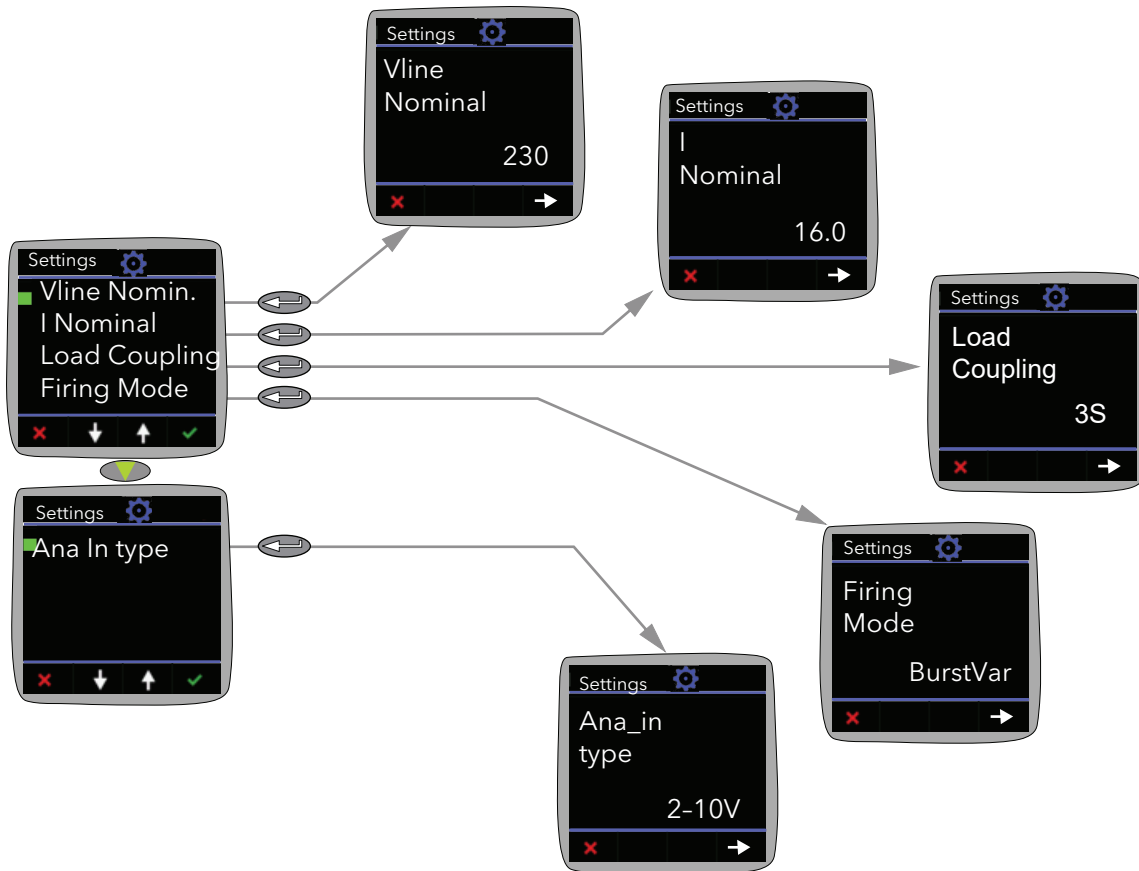 Settings
Vline
Nominal
230
Settings
I
Nominal
16.0
Settings
Vline Nomin.
I Nominal
Load Coupling
Firing Mode
Settings
Load
Coupling
3S
Settings
Ana In type
Settings
Firing
Mode
BurstVar
Settings
Ana_in
type
2–10V